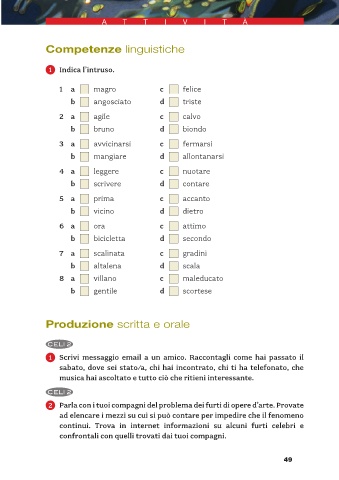 ATTIVITÀ
Competenze linguistiche
1 Indica l'intruso.
1 a magro c felice
b angosciato d triste
2 a agile c calvo
b bruno d biondo
3 a avvicinarsi c fermarsi
b mangiare d allontanarsi
4 a leggere c nuotare
b scrivere d contare
5 a prima c accanto
b vicino d dietro
6 a ora c attimo
b bicicletta d secondo
7 a scalinata c gradini
b altalena d scala
8 a villano c maleducato
b gentile d scortese
Produzione scritta e orale
CELI 2
1 Scrivi messaggio email a un amico. Raccontagli come hai passato il
sabato, dove sei stato/a, chi hai incontrato, chi ti ha telefonato, che
musica hai ascoltato e tutto ciò che ritieni interessante.
CELI 2
2 Parla con i tuoi compagni del problema dei furti di opere d'arte. Provate
ad elencare i mezzi su cui si può contare per impedire che il fenomeno
continui. Trova in internet informazioni su alcuni furti celebri e
confrontali con quelli trovati dai tuoi compagni.
49